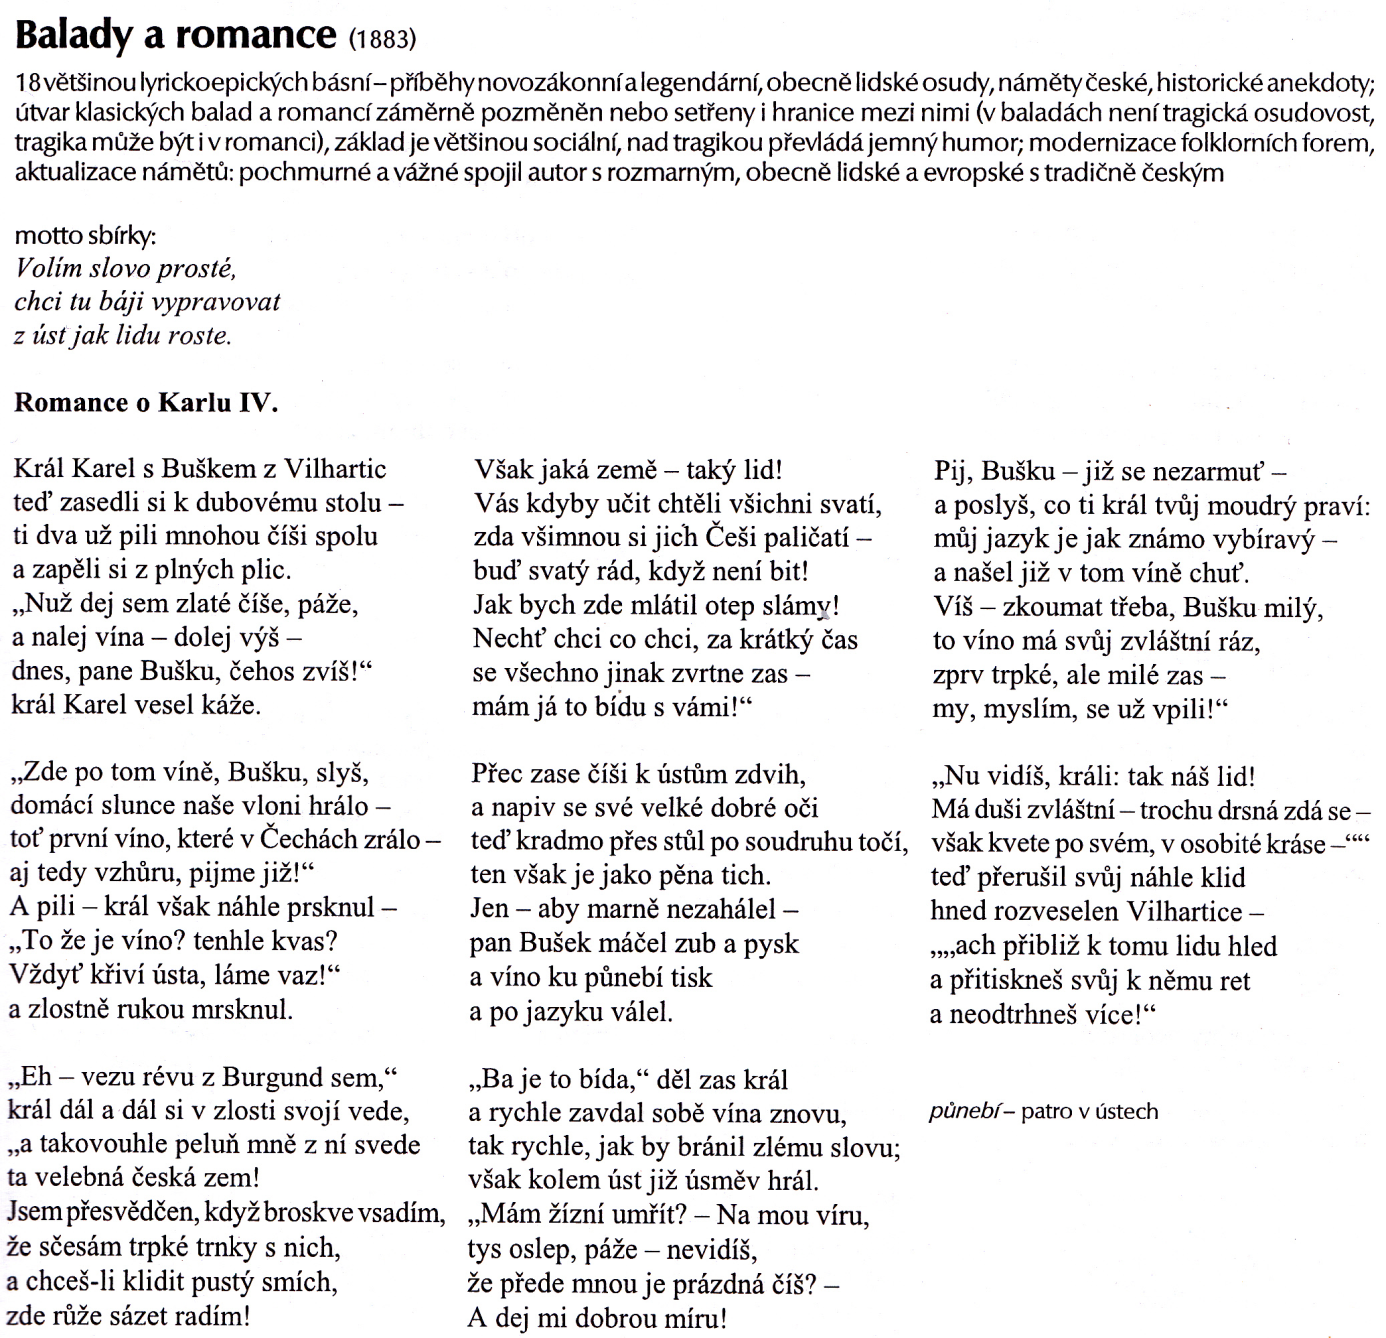 Balady a romance (1883)
18 většinou lyrickoepických básní – příběhy novozákonní a legendární, obecně lidské osudy, náměty české, historické anekdoty;
útvar klasických balad a romancí záměrně pozměněn nebo setřeny i hranice mezi nimi (v baladách není tragická osudovost,
tragika může být i v romanci), základ je většinou sociální, nad tragikou převládá jemný humor; modernizace folklorních forem,
aktualizace námětů: pochmurné a vážné spojil autor s rozmarným, obecně lidské a evropské s tradičně českým
motto sbírky:
Volím slovo prosté,
chci tu báji vypravovat
z úst jak lidu roste.
Romance o Karlu IV.
Král Karel s Buškem z Vilhartic
teď zasedli si k dubovému stolu –
ti dva už pili mnohou číši spolu
a zapěli si z plných plic.
„Nuž dej sem zlaté číše, páže,
a nalej vína – dolej výš –
dnes, pane Bušku, čehos zvíš!“
král Karel vesel káže.
„Zde po tom víně, Bušku, slyš,
domácí slunce naše vloni hrálo –
toť první víno, které v Čechách zrálo –
aj tedy vzhůru, pijme již!“
A pili – král však náhle prsknul –
„To že je víno? tenhle kvas?
Vždyť křiví ústa, láme vaz!“
a zlostně rukou mrsknul.
„Eh – vezu révu z Burgund sem,“
král dál a dál si v zlosti svojí vede,
„a takovouhle peluň mně z ní svede
ta velebná česká zem!
Jsem přesvědčen, když broskve vsadím,
že sčesám trpké trnky s nich,
a chceš-li klidit pustý smích,
zde růže sázet radím!
Však jaká země – taký lid!
Vás kdyby učit chtěli všichni svatí,
zda všimnou si jich Češi paličatí –
buď svatý rád, když není bit!
Jak bych zde mlátil otep slámy!
Nechť chci co chci, za krátký čas
se všechno jinak zvrtne zas –
mám já to bídu s vámi!“
Přec zase číši k ústům zdvih,
a napiv se své velké dobré oči
teď kradmo přes stůl po soudruhu točí,
ten však je jako pěna tich.
Jen – aby marně nezahálel –
pan Bušek máčel zub a pysk
a víno ku půnebí tisk
a po jazyku válel.
„Ba je to bída,“ děl zas král
a rychle zavdal sobě vína znovu,
tak rychle, jak by bránil zlému slovu;
však kolem úst již úsměv hrál.
„Mám žízní umřít? – Na mou víru,
tys oslep, páže – nevidíš,
že přede mnou je prázdná číš? –
A dej mi dobrou míru!
Pij, Bušku – již se nezarmuť –
a poslyš, co ti král tvůj moudrý praví:
můj jazyk je jak známo vybíravý –
a našel již v tom víně chuť.
Víš – zkoumat třeba, Bušku milý,
to víno má svůj zvláštní ráz,
zprv trpké, ale milé zas –
my, myslím, se už vpili!“
„Nu vidíš, králi: tak náš lid!
Má duši zvláštní – trochu drsná zdá se –
však kvete po svém, v osobité kráse –““
teď přerušil svůj náhle klid
hned rozveselen Vilhartice –
„„ach přibliž k tomu lidu hled
a přitiskneš svůj k němu ret
a neodtrhneš více!“
půnebí – patro v ústech